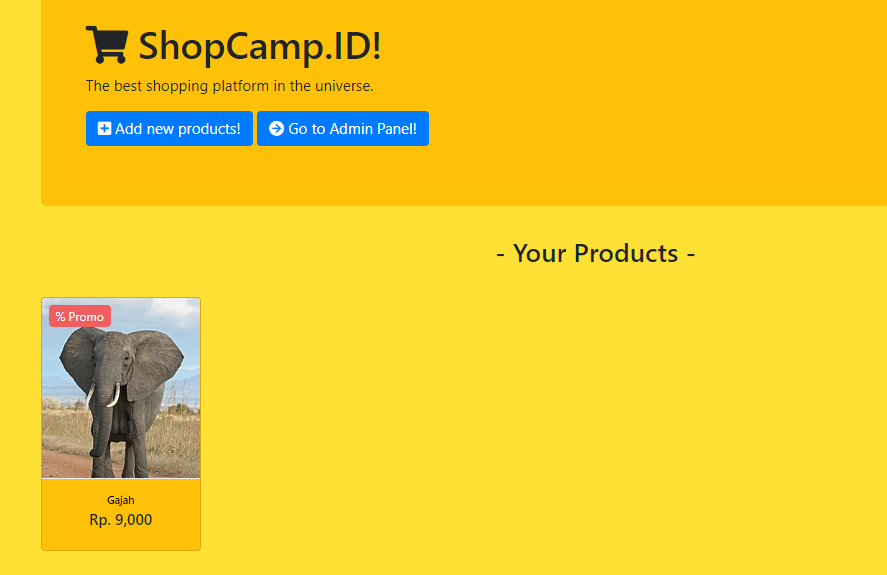 ShopCamp.ID!
The best shopping platform in the universe.
Add new products! Go to Admin Panel!
- Your Products -
% Promo
Gajah
Rp. 9,000